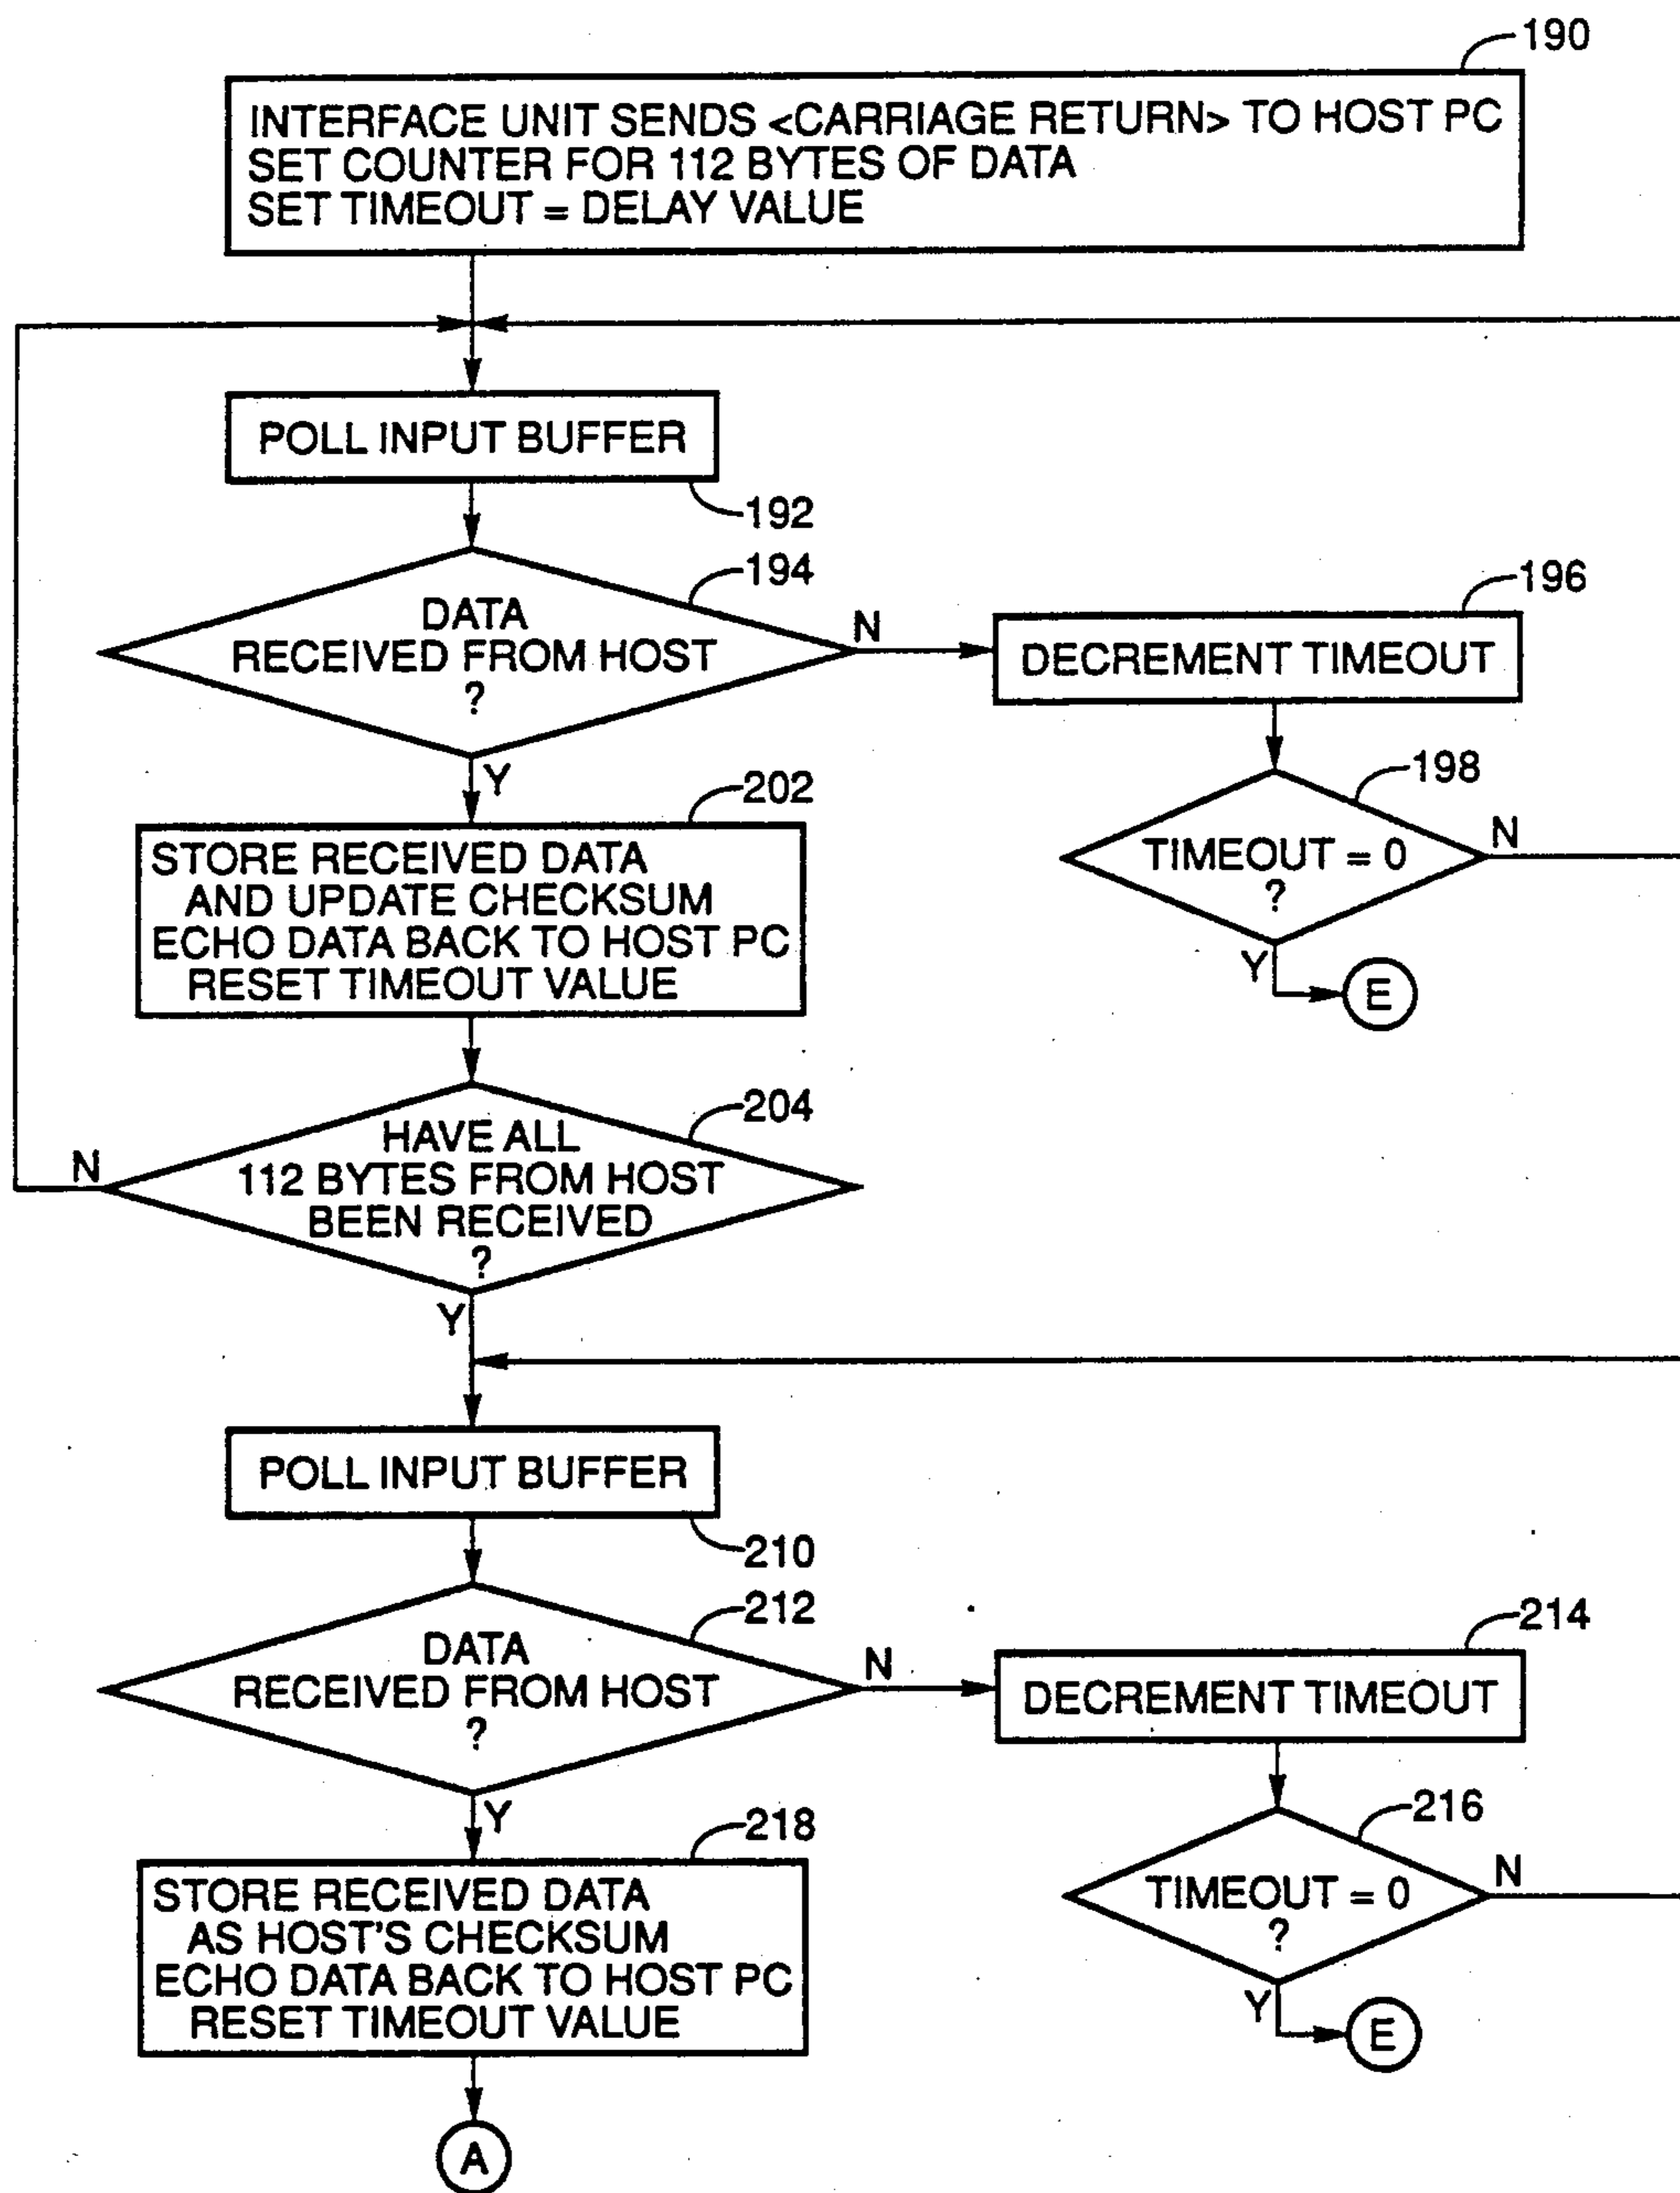 190
INTERFACE UNIT SENDS <CARRIAGE RETURN> TO HOST PC
SET COUNTER FOR 112 BYTES OF DATA
SET TIMEOUT = DELAY VALUE
POLL INPUT BUFFER
192
194
DATA
RECEIVED FROM HOST
?
N
Y
196
DECREMENT TIMEOUT
198
TIMEOUT = 0
?
N
Y
E
202
STORE RECEIVED DATA
AND UPDATE CHECKSUM
ECHO DATA BACK TO HOST PC
RESET TIMEOUT VALUE
204
HAVE ALL
112 BYTES FROM HOST
BEEN RECEIVED
?
N
Y
POLL INPUT BUFFER
210
212
DATA
RECEIVED FROM HOST
?
N
Y
214
DECREMENT TIMEOUT
216
TIMEOUT = 0
?
N
Y
E
218
STORE RECEIVED DATA
AS HOST'S CHECKSUM
ECHO DATA BACK TO HOST PC
RESET TIMEOUT VALUE
A